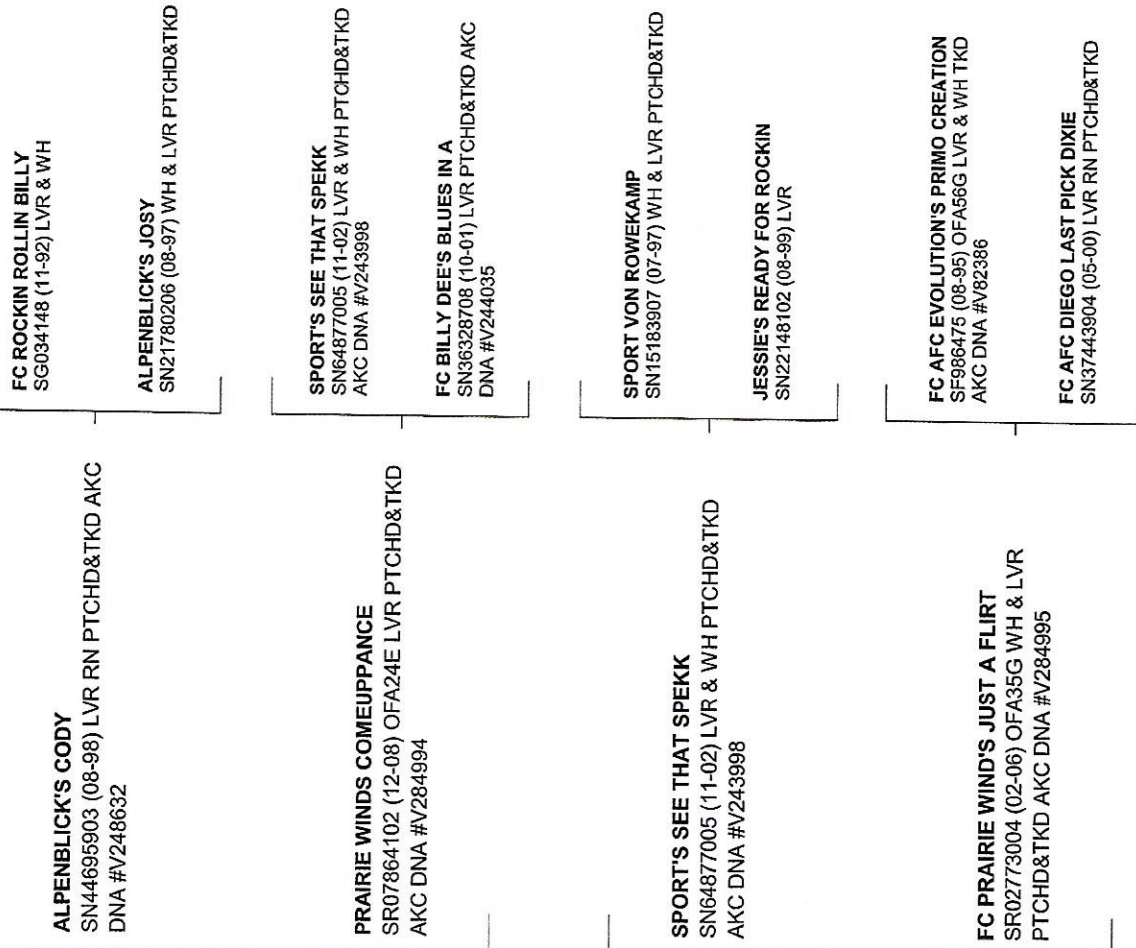 ALPENBLICK'S CODY
SN44695903 (08-98) LVR RN PTCHD&TKD AKC
DNA #V248632
PRAIRIE WINDS COMEUPPANCE
SR07864102 (12-08) OFA24E LVR PTCHD&TKD
AKC DNA #V284994
SPORT'S SEE THAT SPEKK
SN64877005 (11-02) LVR & WH PTCHD&TKD
AKC DNA #V243998
FC PRAIRIE WIND'S JUST A FLIRT
SR02773004 (02-06) OFA35G WH & LVR
PTCHD&TKD AKC DNA #V284995
FC ROCKIN ROLLIN BILLY
SG034148 (11-92) LVR & WH
ALPENBLICK'S JOSY
SN21780206 (08-97) WH & LVR PTCHD&TKD
SPORT'S SEE THAT SPEKK
SN64877005 (11-02) LVR & WH PTCHD&TKD
AKC DNA #V243998
FC BILLY DEE'S BLUES IN A
SN36328708 (10-01) LVR PTCHD&TKD AKC
DNA #V244035
SPORT VON ROWEKAMP
SN15183907 (07-97) WH & LVR PTCHD&TKD
JESSIE'S READY FOR ROCKIN
SN22148102 (08-99) LVR
FC AFC EVOLUTION'S PRIMO CREATION
SF986475 (08-95) OFA56G LVR & WH TKD
AKC DNA #V82386
FC AFC DIEGO LAST PICK DIXIE
SN37443904 (05-00) LVR RN PTCHD&TKD